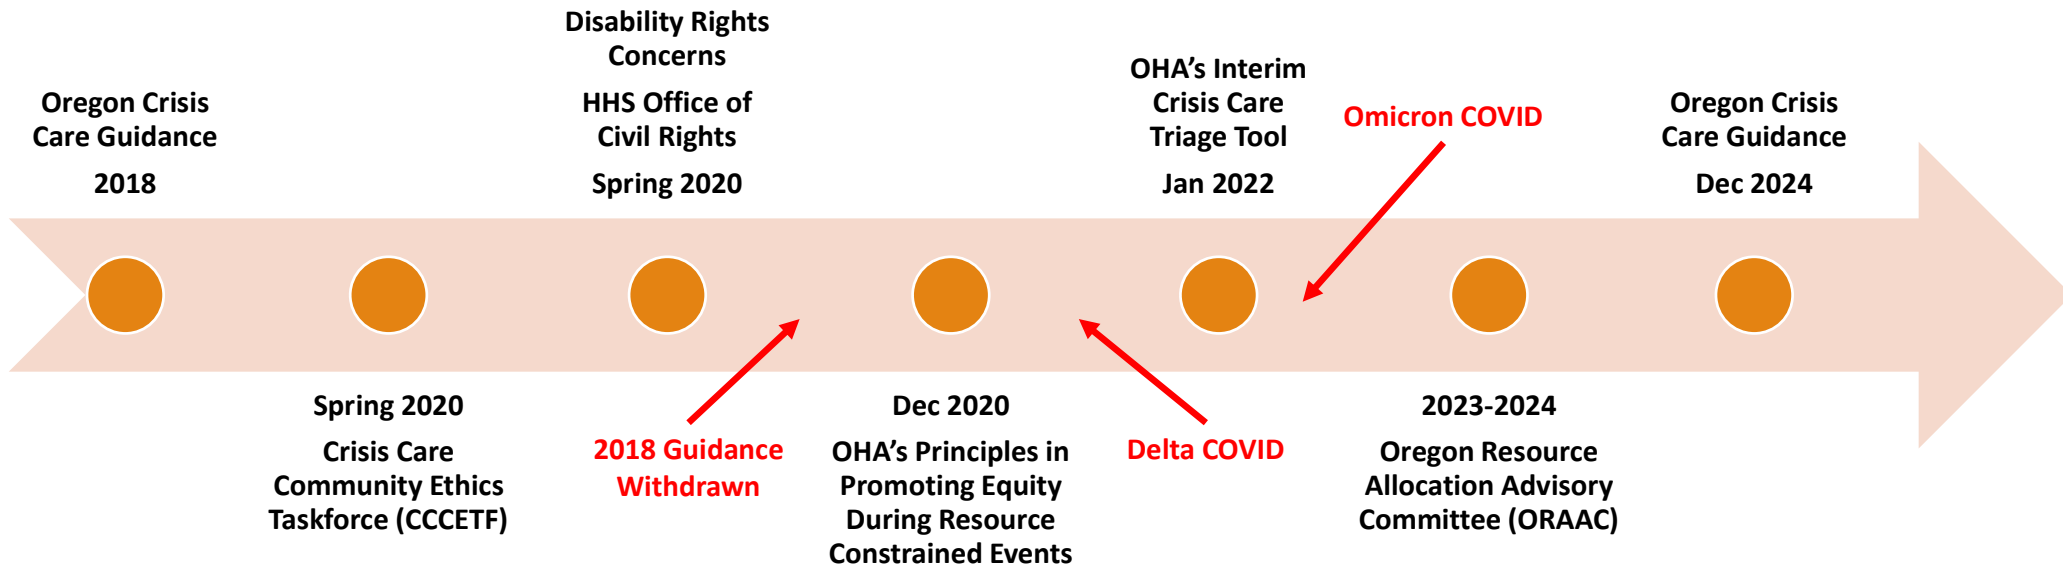 Oregon Crisis
Care Guidance
2018
Spring 2020
Crisis Care
Community Ethics
Taskforce (CCCETF)
Disability Rights
Concerns
HHS Office of
Civil Rights
Spring 2020
2018 Guidance
Withdrawn
Dec 2020
OHA’s Principles in
Promoting Equity
During Resource
Constrained Events
Delta COVID
OHA’s Interim
Crisis Care
Triage Tool
Jan 2022
Omicron COVID
2023-2024
Oregon Resource
Allocation Advisory
Committee (ORAAC)
Oregon Crisis
Care Guidance
Dec 2024